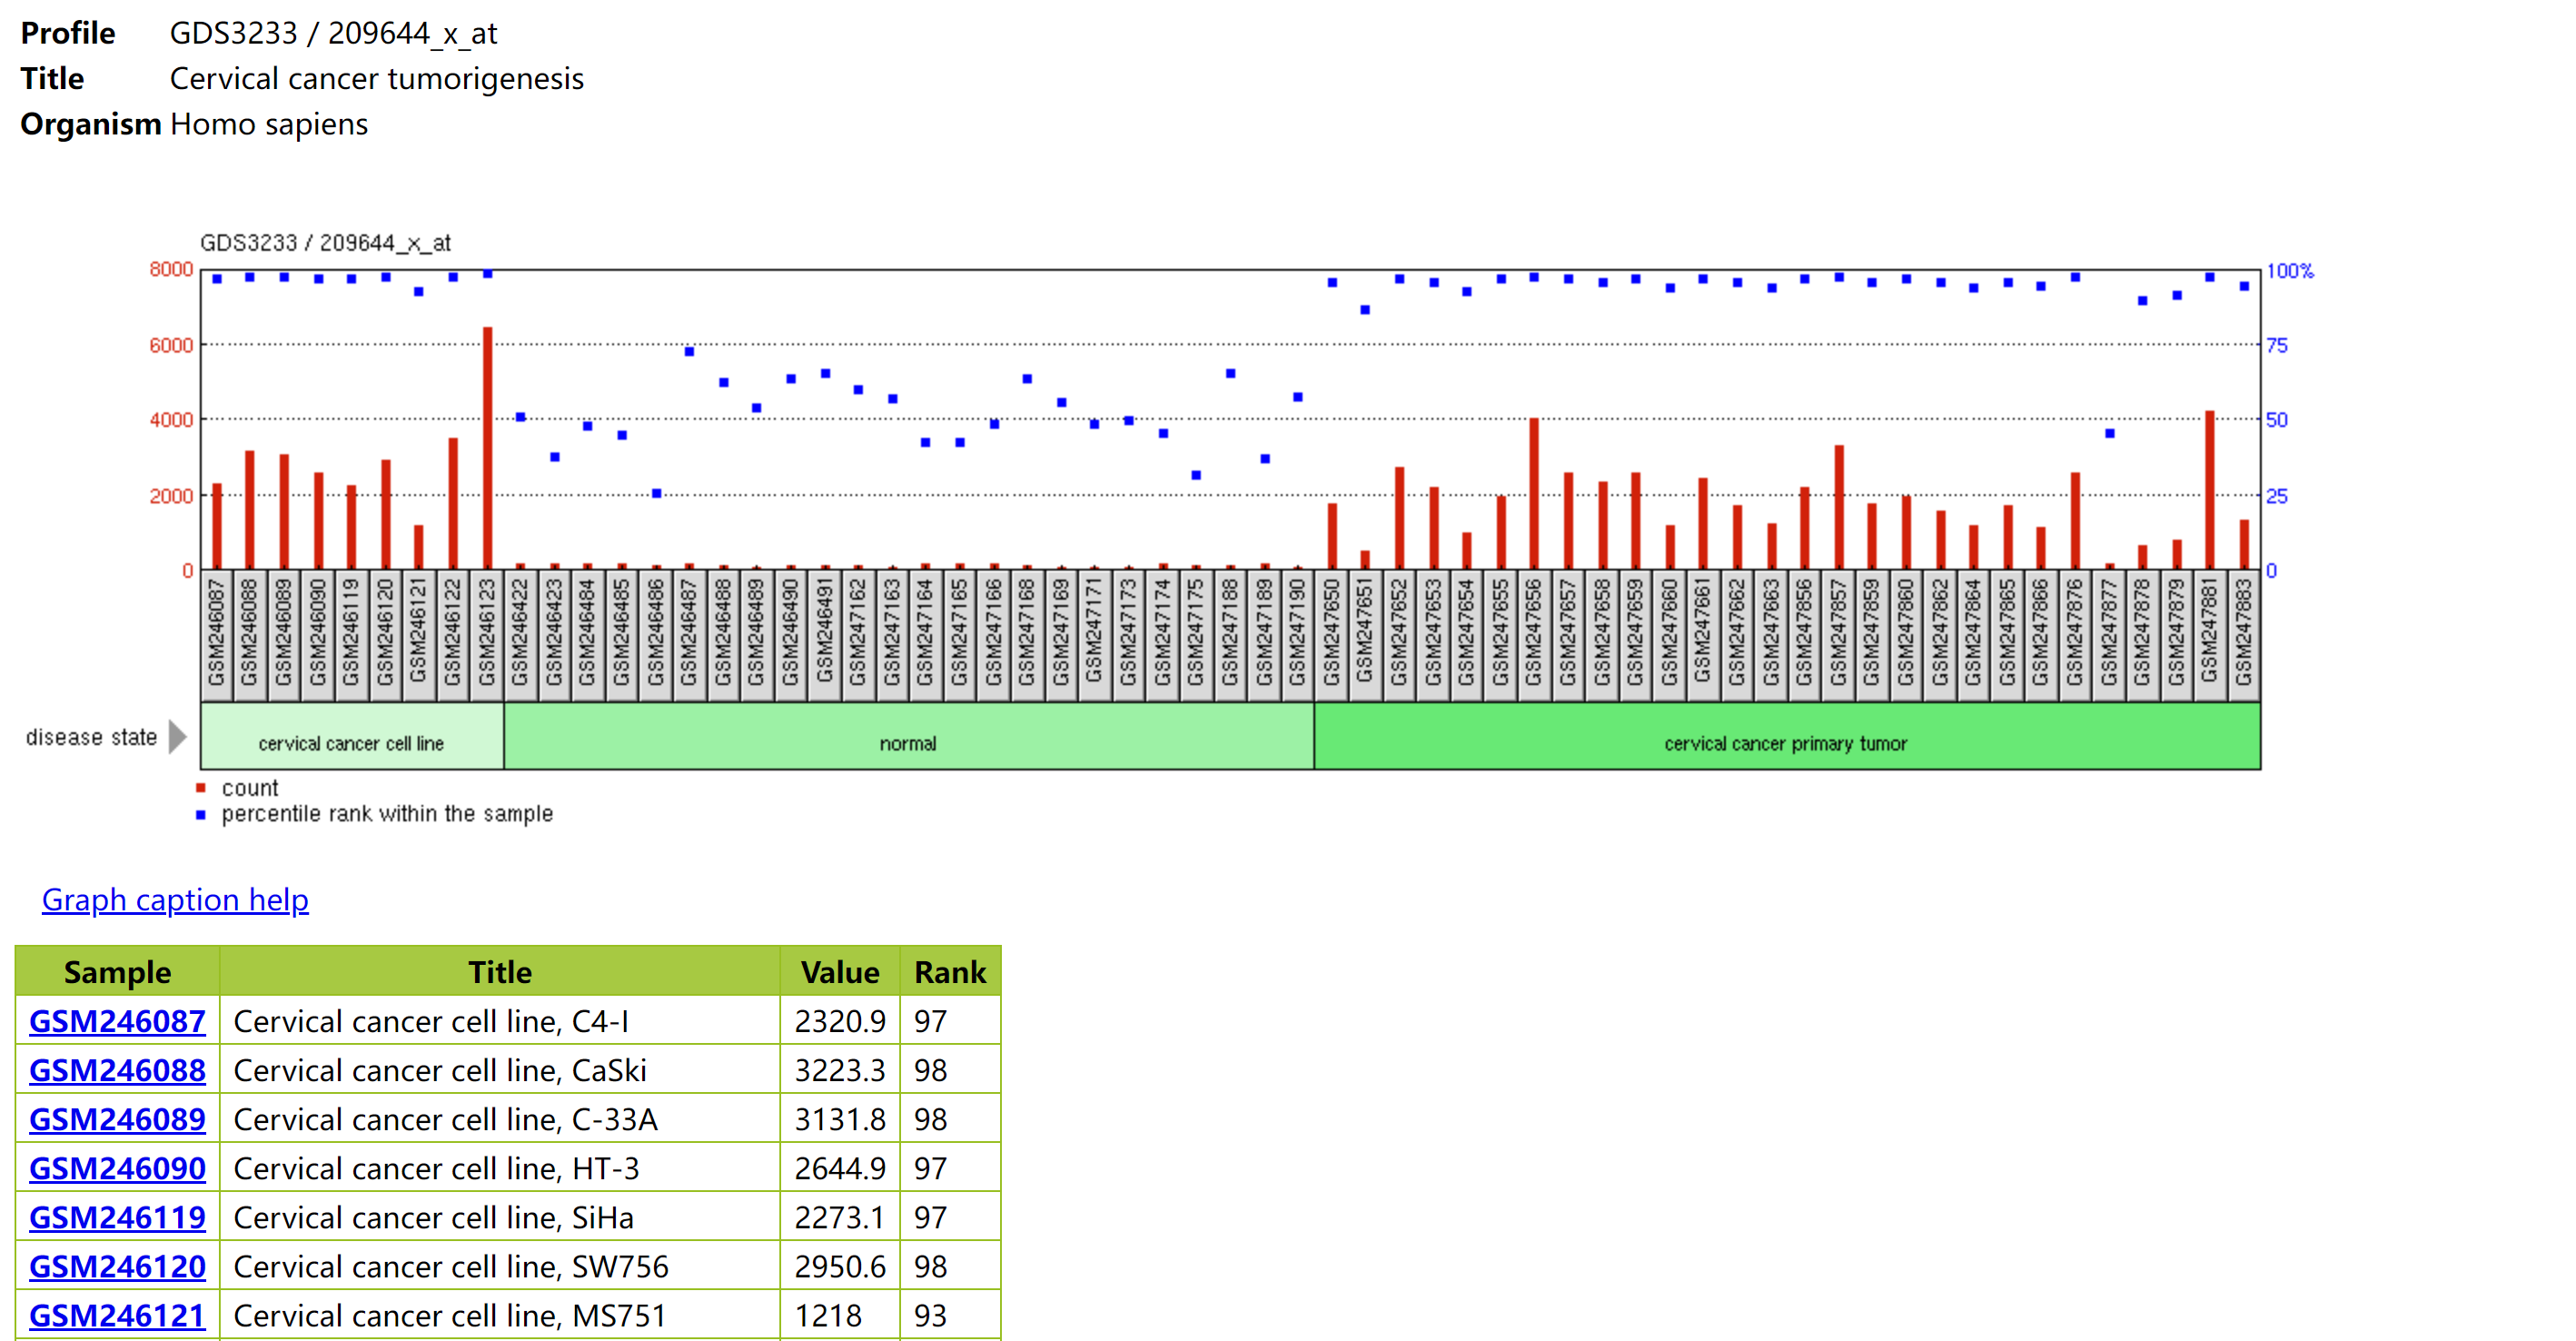 Profile GDS3233 / 209644_x_at
Title Cervical cancer tumorigenesis
Organism Homo sapiens
GDS3233 / 209644_x_at
8000 100%
6000 75
4000 50
2000 25
0 0
GSM246087
GSM246088
GSM246089
GSM246090
GSM246119
GSM246120
GSM246121
GSM246122
GSM246123
GSM246422
GSM246423
GSM246484
GSM246485
GSM246486
GSM246487
GSM246488
GSM246489
GSM246490
GSM246491
GSM247162
GSM247163
GSM247164
GSM247165
GSM247166
GSM247168
GSM247169
GSM247171
GSM247173
GSM247174
GSM247175
GSM247188
GSM247189
GSM247190
GSM247650
GSM247651
GSM247652
GSM247653
GSM247654
GSM247655
GSM247656
GSM247657
GSM247658
GSM247659
GSM247660
GSM247661
GSM247662
GSM247663
GSM247856
GSM247857
GSM247859
GSM247860
GSM247862
GSM247864
GSM247865
GSM247866
GSM247876
GSM247877
GSM247878
GSM247879
GSM247881
GSM247883
disease state cervical cancer cell line normal cervical cancer primary tumor
count
percentile rank within the sample
Graph caption help
Sample Title Value Rank
GSM246087 Cervical cancer cell line, C4-I 2320.9 97
GSM246088 Cervical cancer cell line, CaSki 3223.3 98
GSM246089 Cervical cancer cell line, C-33A 3131.8 98
GSM246090 Cervical cancer cell line, HT-3 2644.9 97
GSM246119 Cervical cancer cell line, SiHa 2273.1 97
GSM246120 Cervical cancer cell line, SW756 2950.6 98
GSM246121 Cervical cancer cell line, MS751 1218 93